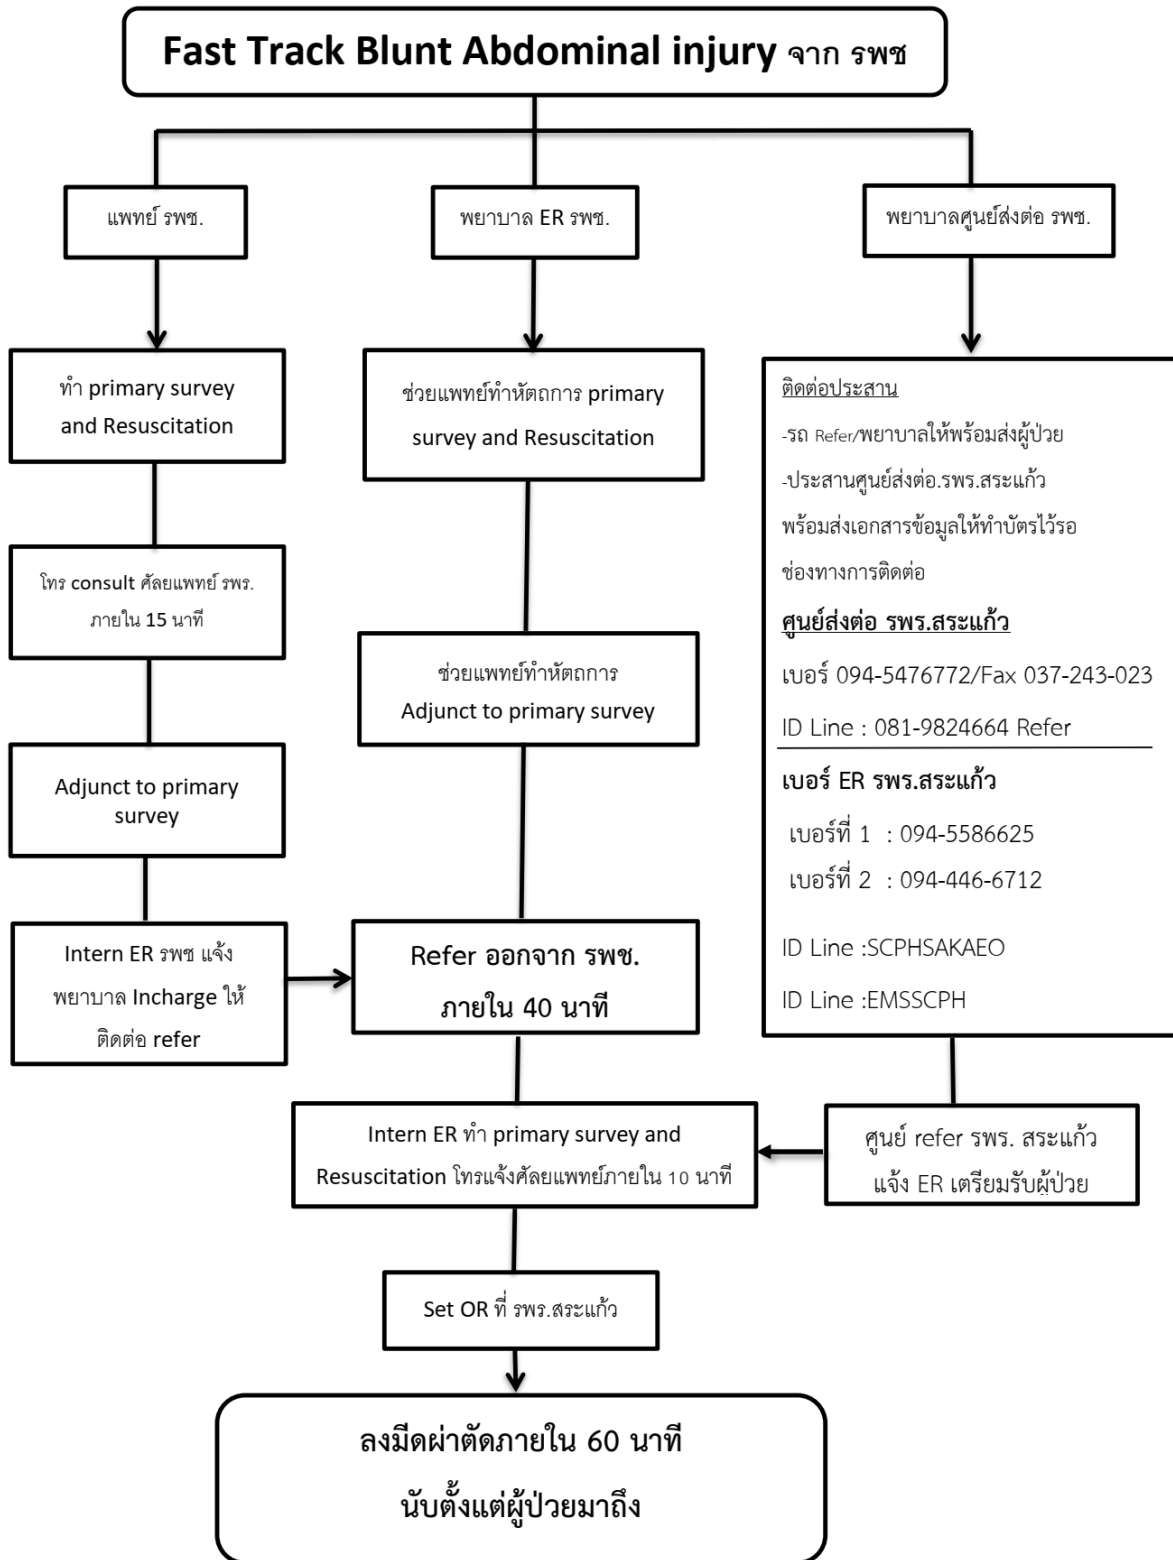 Fast Track Blunt Abdominal injury จาก รพช
แพทย์ รพช.
พยาบาล ER รพช.
พยาบาลศูนย์ส่งต่อ รพช.
ทำ primary survey
and Resuscitation
โทร consult ศัลยแพทย์ รพร.
ภายใน 15 นาที
Adjunct to primary
survey
Intern ER รพช แจ้ง
พยาบาล Incharge ให้
ติดต่อ refer
ช่วยแพทย์ทำหัตถการ primary
survey and Resuscitation
ช่วยแพทย์ทำหัตถการ
Adjunct to primary survey
Refer ออกจาก รพช.
ภายใน 40 นาที
ติดต่อประสาน
-รถ Refer/พยาบาลให้พร้อมส่งผู้ป่วย
-ประสานศูนย์ส่งต่อ.รพร.สระแก้ว
พร้อมส่งเอกสารข้อมูลให้ทำบัตรไว้รอ
ช่องทางการติดต่อ
ศูนย์ส่งต่อ รพร.สระแก้ว
เบอร์ 094-5476772/Fax 037-243-023
ID Line : 081-9824664 Refer
เบอร์ ER รพร.สระแก้ว
เบอร์ที่ 1 : 094-5586625
เบอร์ที่ 2 : 094-446-6712
ID Line :SCPHSAKAEO
ID Line :EMSSCPH
ศูนย์ refer รพร. สระแก้ว
แจ้ง ER เตรียมรับผู้ป่วย
Intern ER ทำ primary survey and
Resuscitation โทรแจ้งศัลยแพทย์ภายใน 10 นาที
Set OR ที่ รพร.สระแก้ว
ลงมีดผ่าตัดภายใน 60 นาที
นับตั้งแต่ผู้ป่วยมาถึง